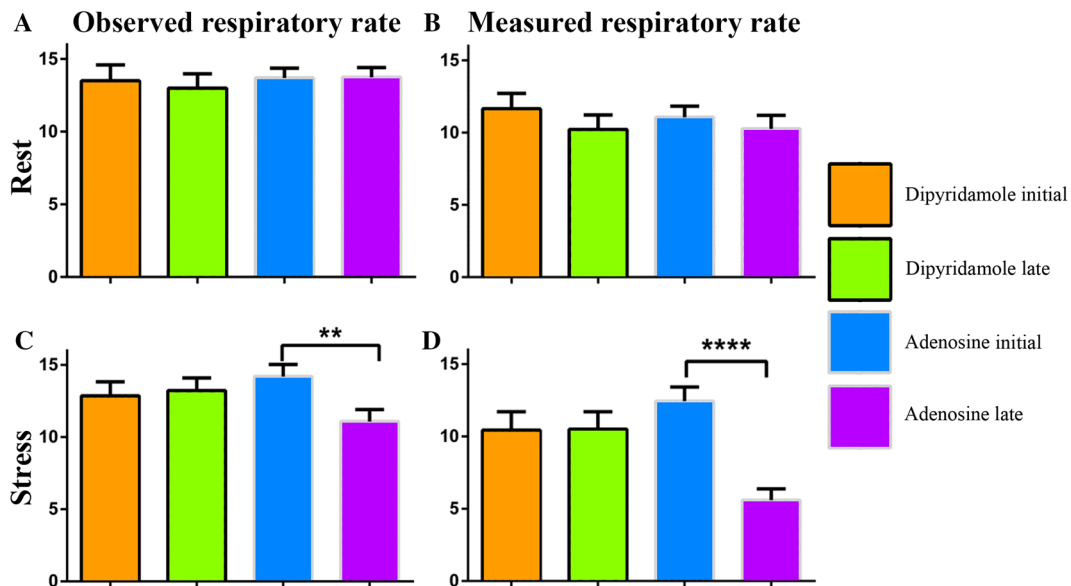 A Observed respiratory rate
B Measured respiratory rate
Rest
15
10
5
0
15
10
5
0
Dipyridamole initial
Dipyridamole late
Adenosine initial
Adenosine late
C
Stress
15
10
5
0
**
D
15
10
5
0
****